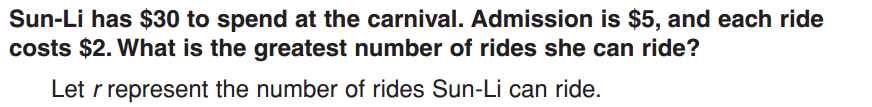 Sun-Li has $30 to spend at the carnival. Admission is $5, and each ride
costs $2. What is the greatest number of rides she can ride?
Let r represent the number of rides Sun-Li can ride.